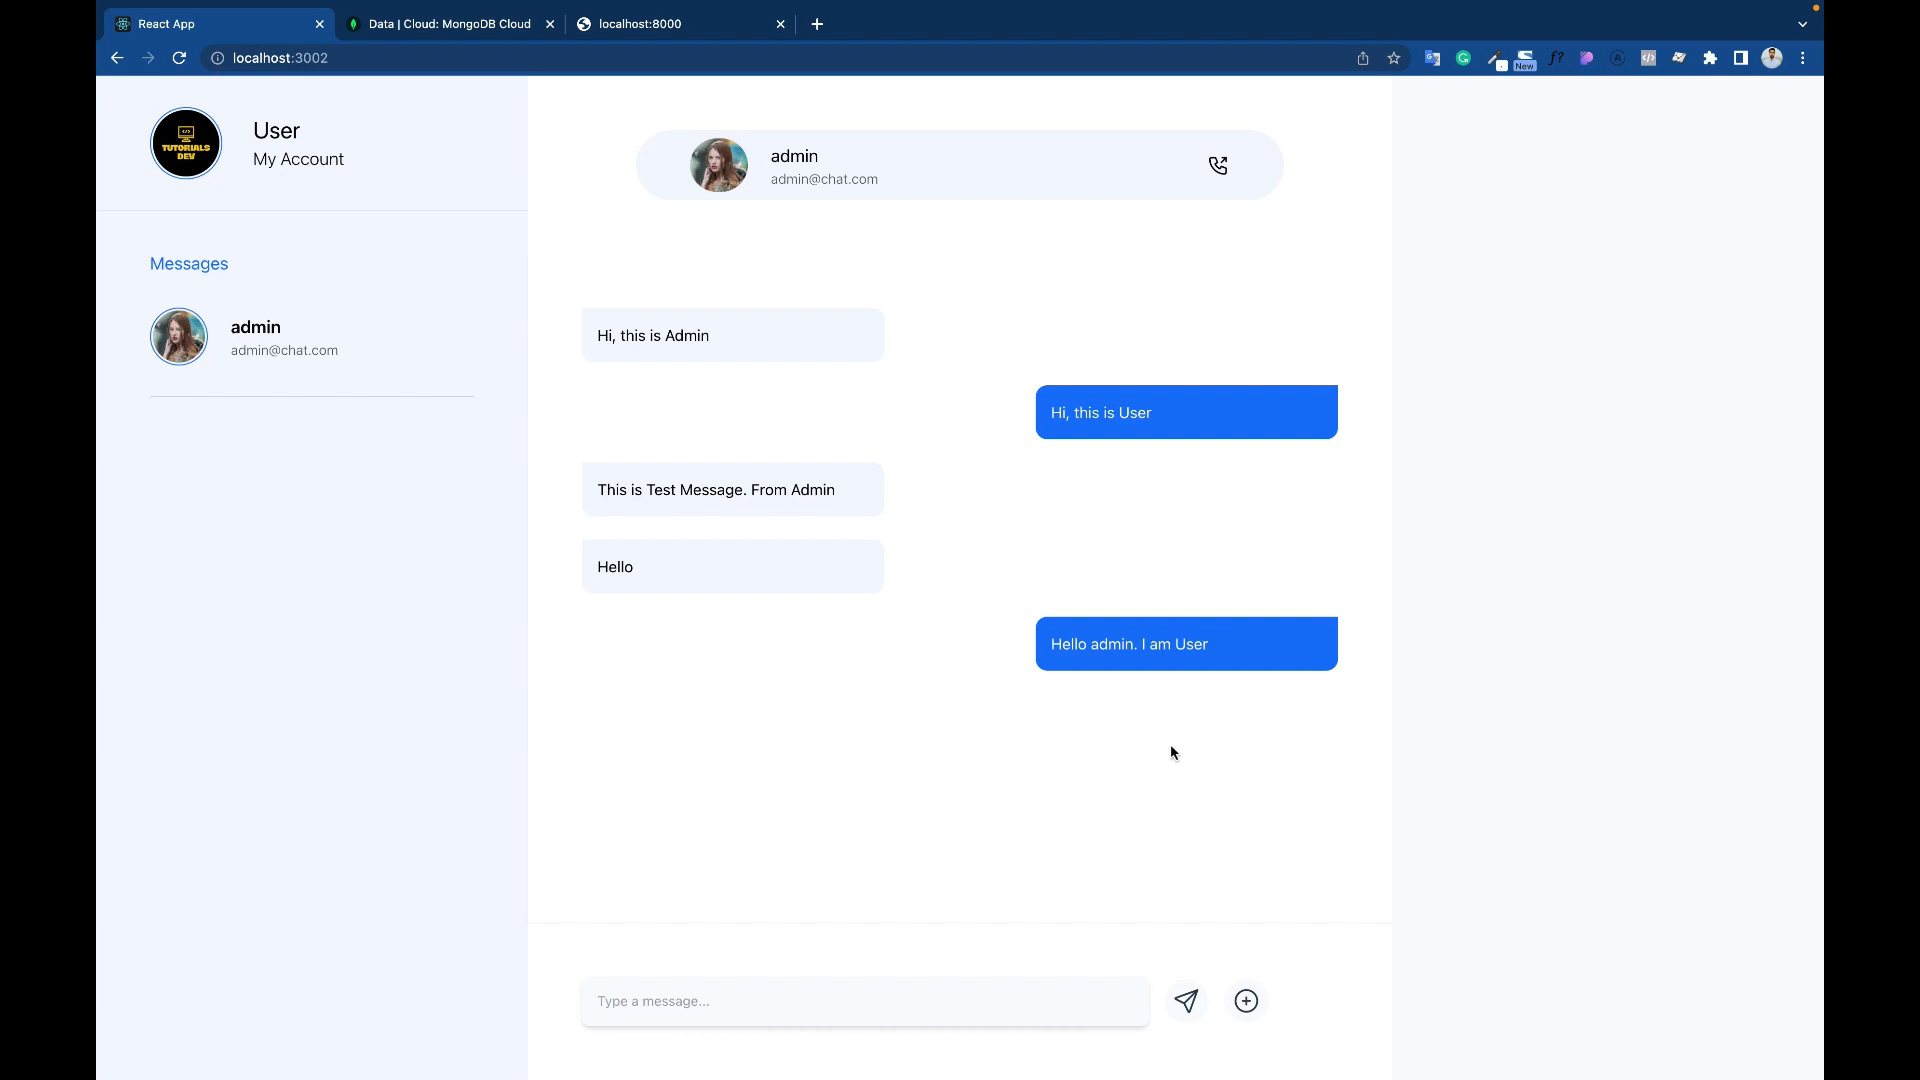 React App
Data | Cloud: MongoDB Cloud
localhost:8000
localhost:3002
New
TUTORIALS
DEV
User
My Account
Messages
admin
admin@chat.com
admin
admin@chat.com
Hi, this is Admin
Hi, this is User
This is Test Message. From Admin
Hello
Hello admin. I am User
Type a message...